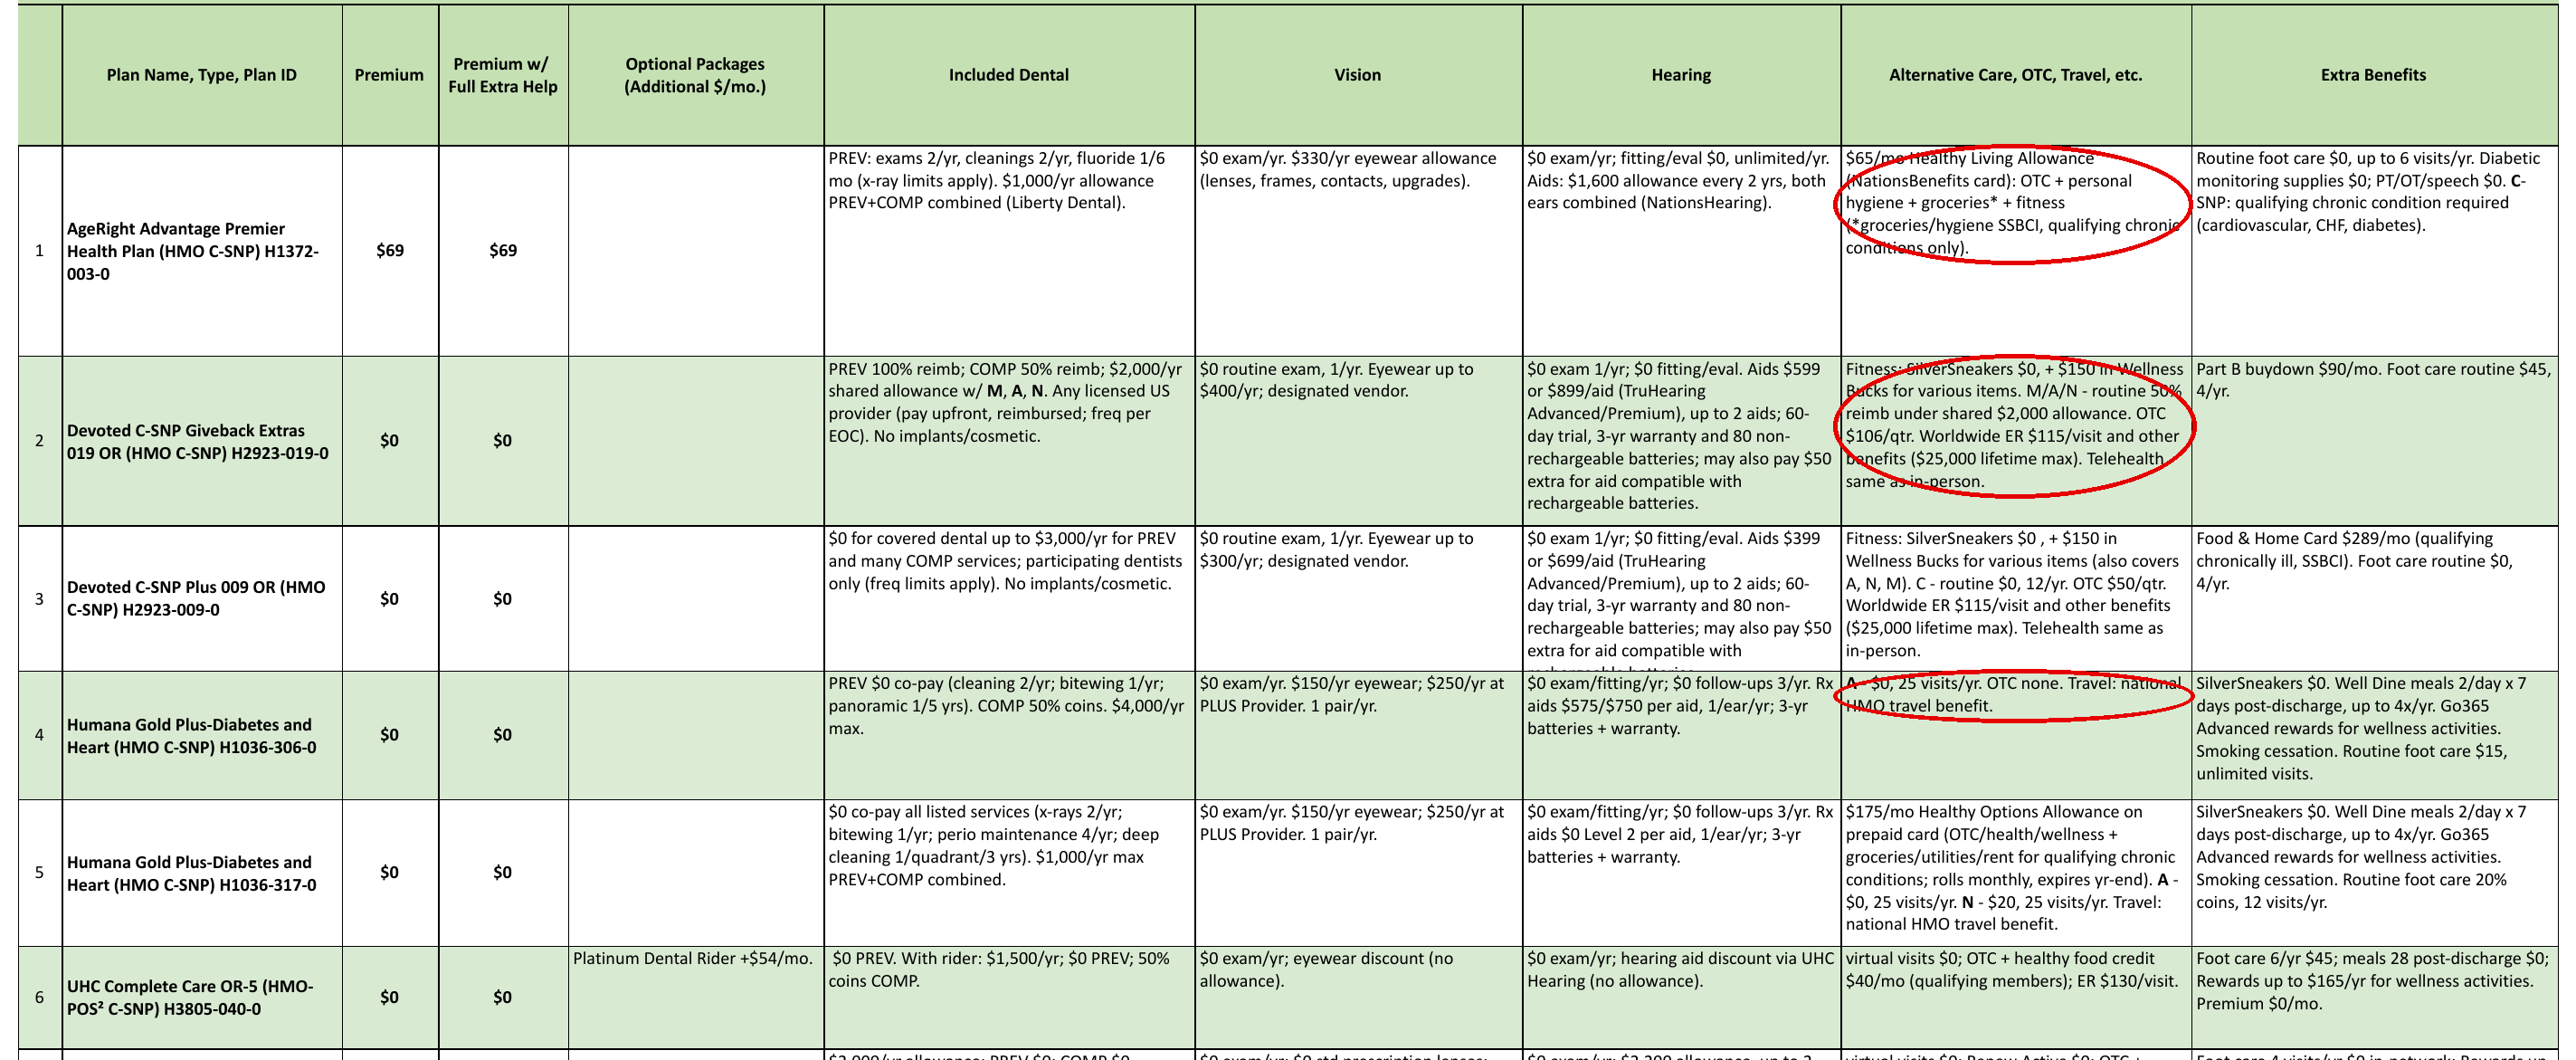 Plan Name, Type, Plan ID
Premium
Premium w/
Full Extra Help
Optional Packages
(Additional $/mo.)
Included Dental
Vision
Hearing
Alternative Care, OTC, Travel, etc.
Extra Benefits
1
AgeRight Advantage Premier
Health Plan (HMO C-SNP) H1372-
003-0
$69
$69
PREV: exams 2/yr, cleanings 2/yr, fluoride 1/6
mo (x-ray limits apply). $1,000/yr allowance
PREV+COMP combined (Liberty Dental).
$0 exam/yr. $330/yr eyewear allowance
(lenses, frames, contacts, upgrades).
$0 exam/yr; fitting/eval $0, unlimited/yr.
Aids: $1,600 allowance every 2 yrs, both
ears combined (NationsHearing).
$65/mo Healthy Living Allowance
(NationsBenefits card): OTC + personal
hygiene + groceries* + fitness
(*groceries/hygiene SSBCI, qualifying chronic
conditions only).
Routine foot care $0, up to 6 visits/yr. Diabetic
monitoring supplies $0; PT/OT/speech $0. C-
SNP: qualifying chronic condition required
(cardiovascular, CHF, diabetes).
2
Devoted C-SNP Giveback Extras
019 OR (HMO C-SNP) H2923-019-0
$0
$0
PREV 100% reimb; COMP 50% reimb; $2,000/yr
shared allowance w/ M, A, N. Any licensed US
provider (pay upfront, reimbursed; freq per
EOC). No implants/cosmetic.
$0 routine exam, 1/yr. Eyewear up to
$400/yr; designated vendor.
$0 exam 1/yr; $0 fitting/eval. Aids $599
or $899/aid (TruHearing
Advanced/Premium), up to 2 aids; 60-
day trial, 3-yr warranty and 80 non-
rechargeable batteries; may also pay $50
extra for aid compatible with
rechargeable batteries.
Fitness: SilverSneakers $0, + $150 in Wellness
Bucks for various items. M/A/N - routine 50%
reimb under shared $2,000 allowance. OTC
$106/qtr. Worldwide ER $115/visit and other
benefits ($25,000 lifetime max). Telehealth
same as in-person.
Part B buydown $90/mo. Foot care routine $45,
4/yr.
3
Devoted C-SNP Plus 009 OR (HMO
C-SNP) H2923-009-0
$0
$0
$0 for covered dental up to $3,000/yr for PREV
and many COMP services; participating dentists
only (freq limits apply). No implants/cosmetic.
$0 routine exam, 1/yr. Eyewear up to
$300/yr; designated vendor.
$0 exam 1/yr; $0 fitting/eval. Aids $399
or $699/aid (TruHearing
Advanced/Premium), up to 2 aids; 60-
day trial, 3-yr warranty and 80 non-
rechargeable batteries; may also pay $50
extra for aid compatible with
Fitness: SilverSneakers $0 , + $150 in
Wellness Bucks for various items (also covers
A, N, M). C - routine $0, 12/yr. OTC $50/qtr.
Worldwide ER $115/visit and other benefits
($25,000 lifetime max). Telehealth same as
in-person.
Food & Home Card $289/mo (qualifying
chronically ill, SSBCI). Foot care routine $0,
4/yr.
4
Humana Gold Plus-Diabetes and
Heart (HMO C-SNP) H1036-306-0
$0
$0
PREV $0 co-pay (cleaning 2/yr; bitewing 1/yr;
panoramic 1/5 yrs). COMP 50% coins. $4,000/yr
max.
$0 exam/yr. $150/yr eyewear; $250/yr at
PLUS Provider. 1 pair/yr.
$0 exam/fitting/yr; $0 follow-ups 3/yr. Rx
aids $575/$750 per aid, 1/ear/yr; 3-yr
batteries + warranty.
A - $0, 25 visits/yr. OTC none. Travel: national
HMO travel benefit.
SilverSneakers $0. Well Dine meals 2/day x 7
days post-discharge, up to 4x/yr. Go365
Advanced rewards for wellness activities.
Smoking cessation. Routine foot care $15,
unlimited visits.
5
Humana Gold Plus-Diabetes and
Heart (HMO C-SNP) H1036-317-0
$0
$0
$0 co-pay all listed services (x-rays 2/yr;
bitewing 1/yr; perio maintenance 4/yr; deep
cleaning 1/quadrant/3 yrs). $1,000/yr max
PREV+COMP combined.
$0 exam/yr. $150/yr eyewear; $250/yr at
PLUS Provider. 1 pair/yr.
$0 exam/fitting/yr; $0 follow-ups 3/yr. Rx
aids $0 Level 2 per aid, 1/ear/yr; 3-yr
batteries + warranty.
$175/mo Healthy Options Allowance on
prepaid card (OTC/health/wellness +
groceries/utilities/rent for qualifying chronic
conditions; rolls monthly, expires yr-end). A -
$0, 25 visits/yr. N - $20, 25 visits/yr. Travel:
national HMO travel benefit.
SilverSneakers $0. Well Dine meals 2/day x 7
days post-discharge, up to 4x/yr. Go365
Advanced rewards for wellness activities.
Smoking cessation. Routine foot care 20%
coins, 12 visits/yr.
6
UHC Complete Care OR-5 (HMO-
POS² C-SNP) H3805-040-0
$0
$0
Platinum Dental Rider +$54/mo.
$0 PREV. With rider: $1,500/yr; $0 PREV; 50%
coins COMP.
$0 exam/yr; eyewear discount (no
allowance).
$0 exam/yr; hearing aid discount via UHC
Hearing (no allowance).
virtual visits $0; OTC + healthy food credit
$40/mo (qualifying members); ER $130/visit.
Foot care 6/yr $45; meals 28 post-discharge $0;
Rewards up to $165/yr for wellness activities.
Premium $0/mo.